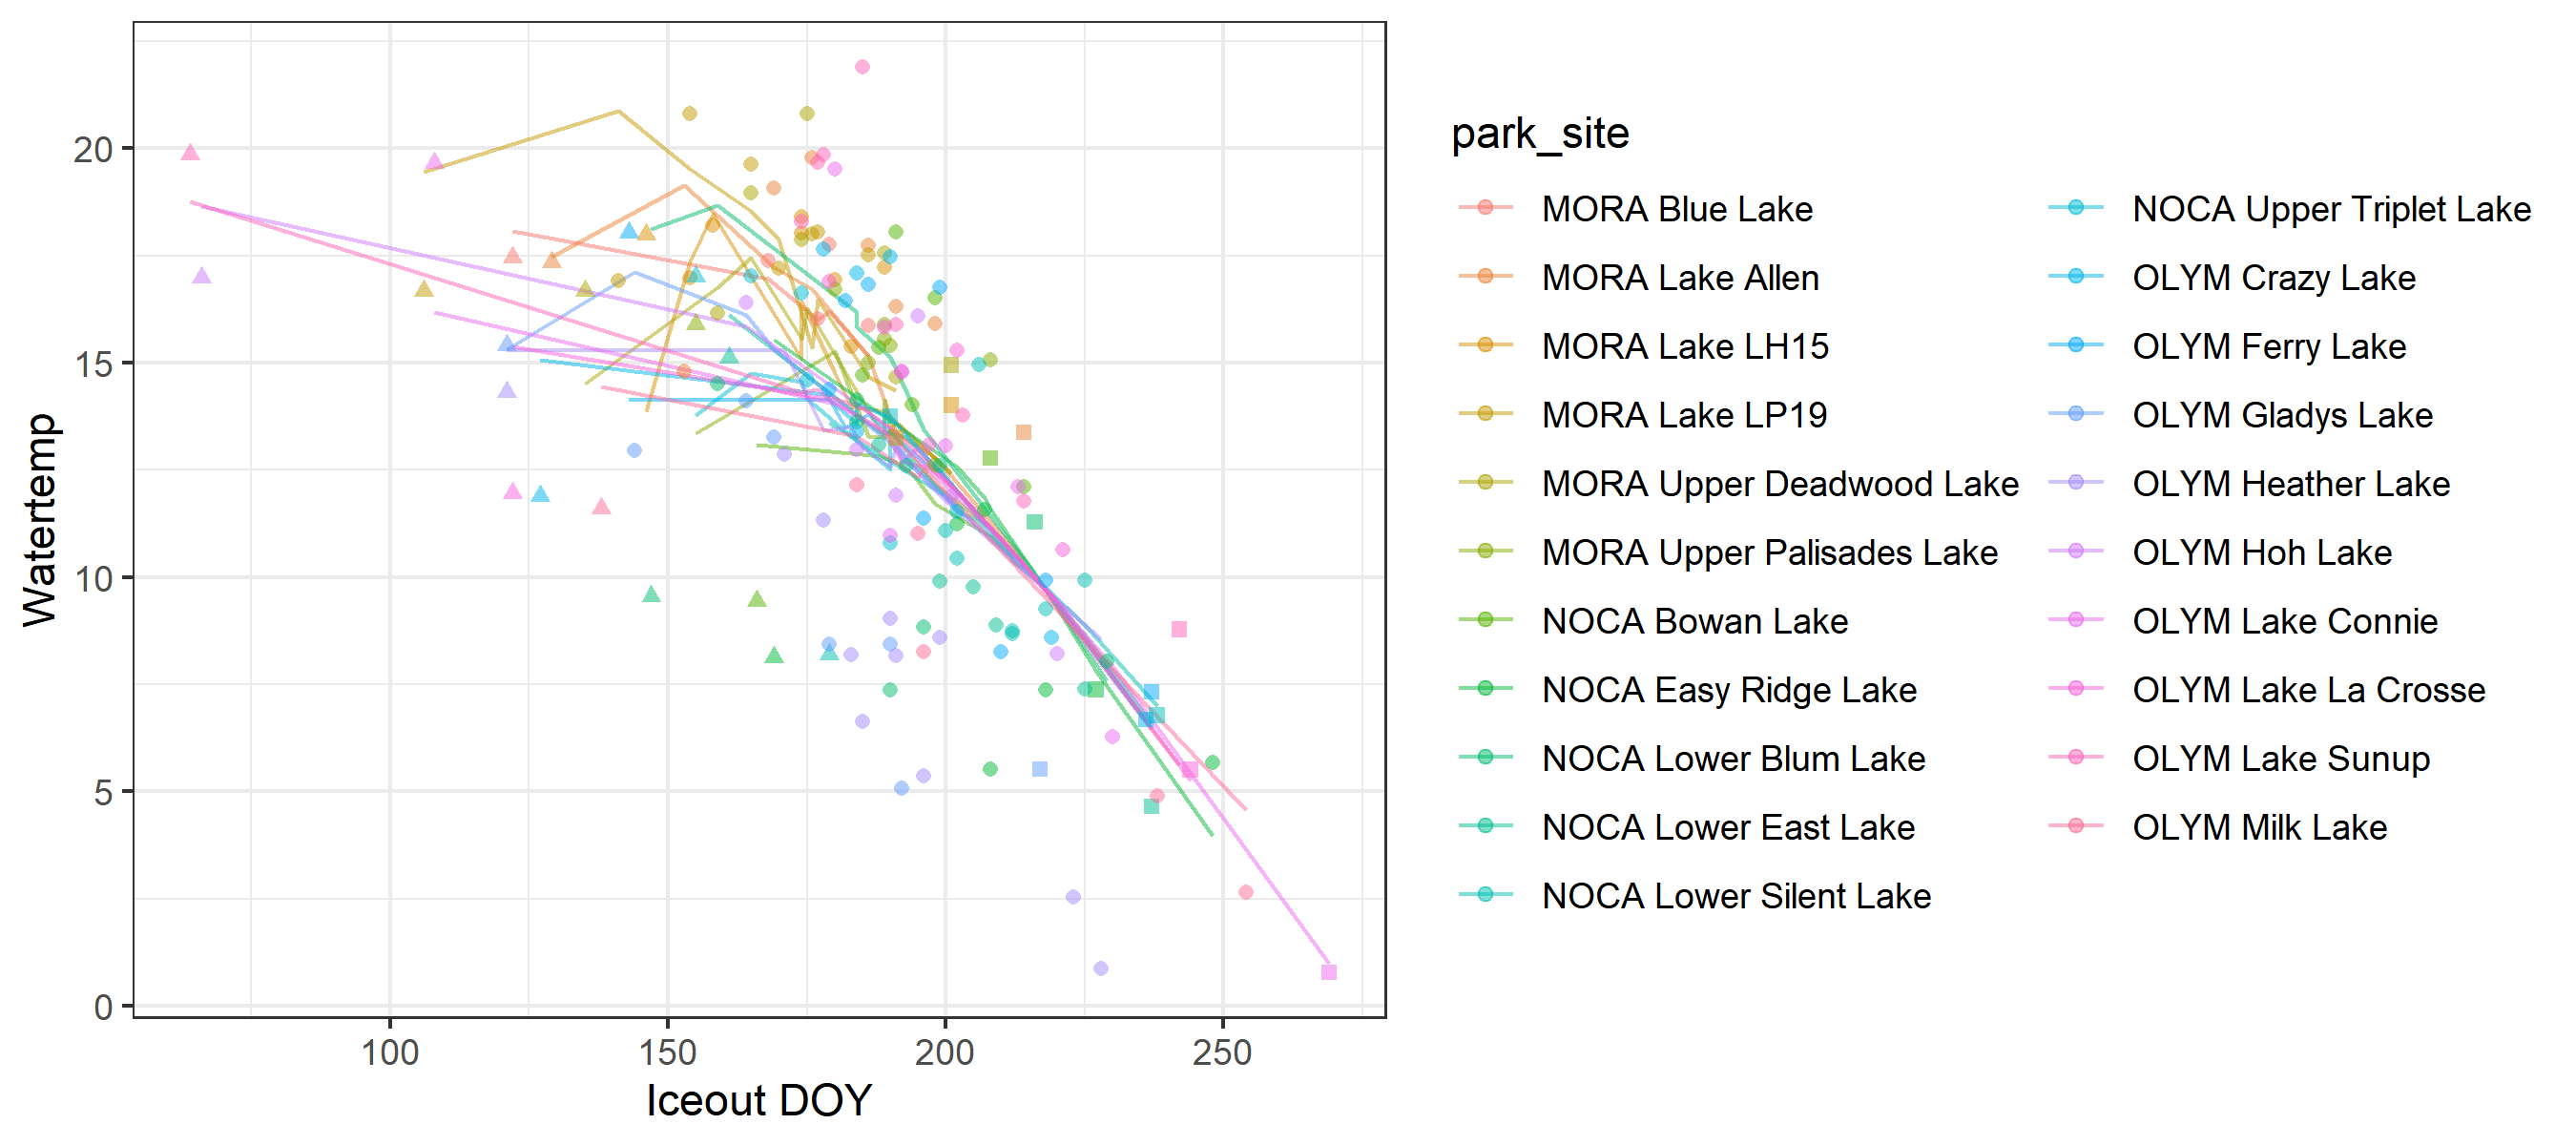 20
15
10
5
0
Watertemp
100
150
200
250
Iceout DOY
park_site
MORA Blue Lake
MORA Lake Allen
MORA Lake LH15
MORA Lake LP19
MORA Upper Deadwood Lake
MORA Upper Palisades Lake
NOCA Bowan Lake
NOCA Easy Ridge Lake
NOCA Lower Blum Lake
NOCA Lower East Lake
NOCA Lower Silent Lake
NOCA Upper Triplet Lake
OLYM Crazy Lake
OLYM Ferry Lake
OLYM Gladys Lake
OLYM Heather Lake
OLYM Hoh Lake
OLYM Lake Connie
OLYM Lake La Crosse
OLYM Lake Sunup
OLYM Milk Lake